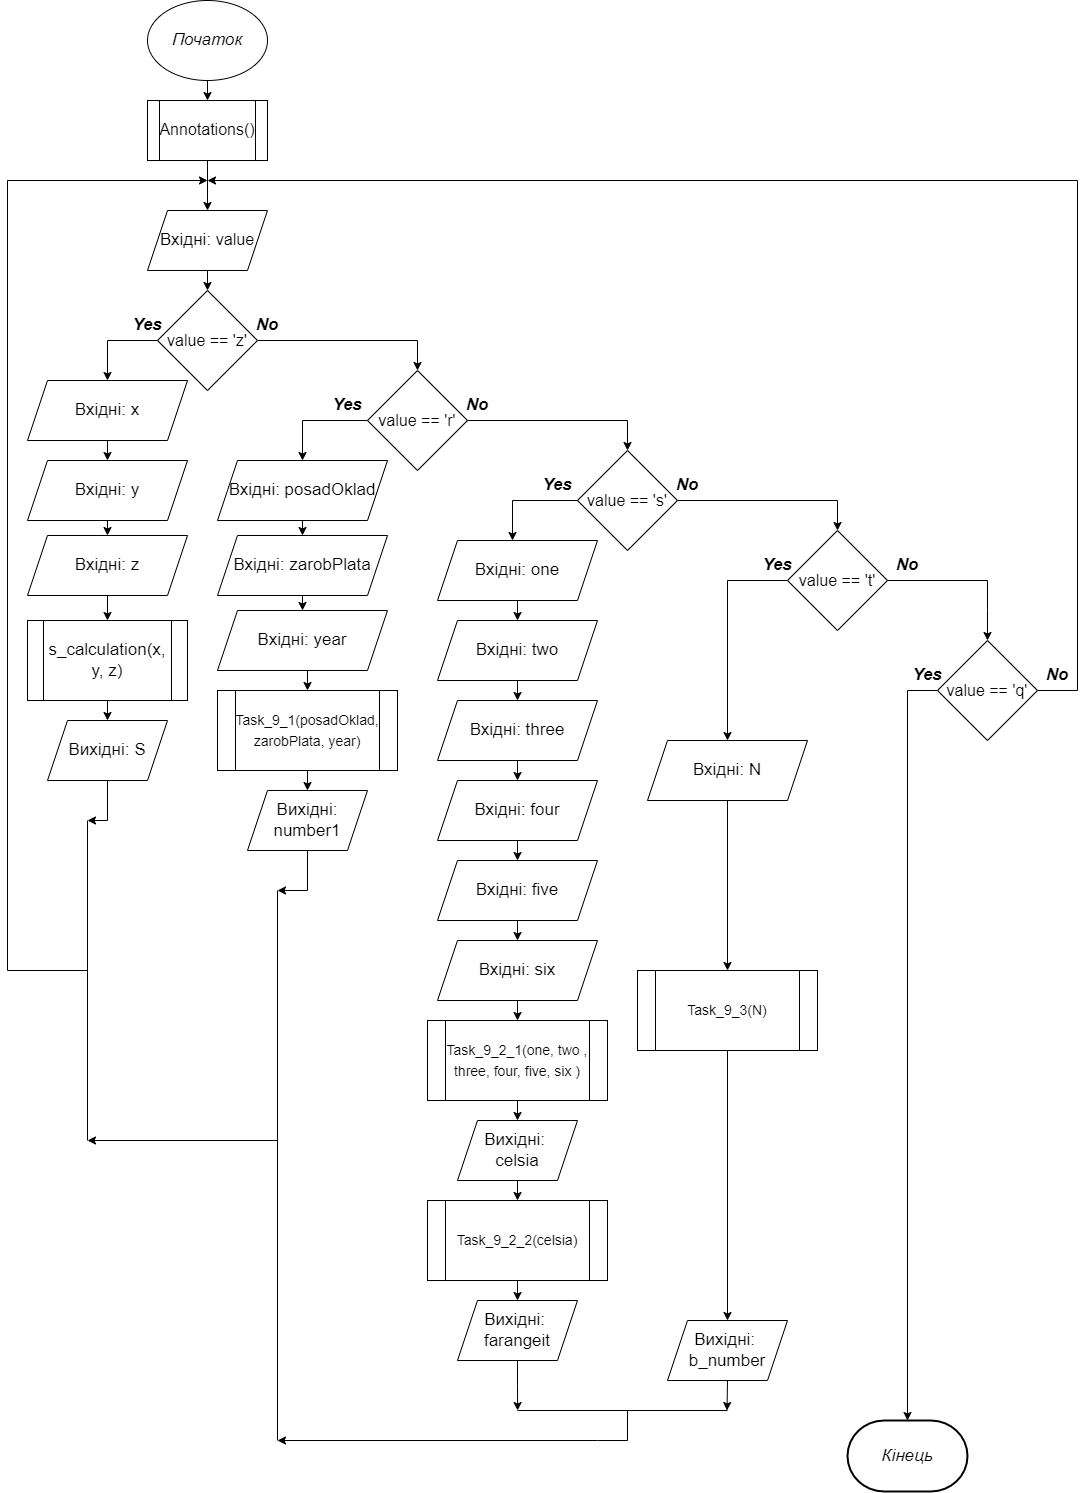 Початок
Annotations()
Вхідні: value
value == 'z'
Yes
No
Вхідні: x
Вхідні: y
Вхідні: z
s_calculation(x,
y, z)
Вихідні: S
value == 'r'
Yes
No
Вхідні: posadOklad
Вхідні: zarobPlata
Вхідні: year
Task_9_1(posadOklad,
zarobPlata, year)
Вихідні:
number1
value == 's'
Yes
No
Вхідні: one
Вхідні: two
Вхідні: three
Вхідні: four
Вхідні: five
Вхідні: six
Task_9_2_1(one, two ,
three, four, five, six )
Вихідні:
celsia
Task_9_2_2(celsia)
Вихідні:
farangeit
value == 't'
Yes
No
Вхідні: N
Task_9_3(N)
Вихідні:
b_number
value == 'q'
Yes
No
Кінець